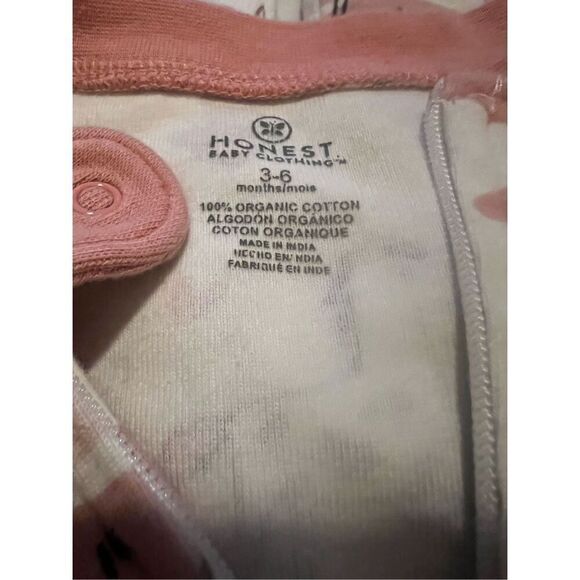 HONEST.
BABY CLOTHING™
3-6
months/mois
100% ORGANIC COTTON
ALGODÓN ORGÁNICO
COTON ORGANIQUE
MADE IN INDIA
HECHO EN INDIA
FABRIQUÉ EN INDE